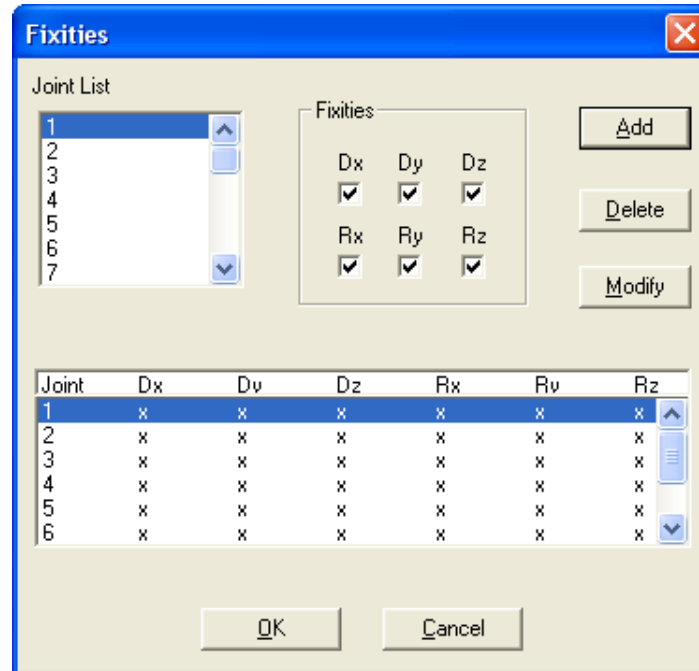 Fixities
Joint List
1
2
3
4
5
6
7
Fixities
Dx Dy Dz
Rx Ry Rz
Add
Delete
Modify
Joint Dx Dy Dz Rx Ry Rz
1 x x x x x x
2 x x x x x x
3 x x x x x x
4 x x x x x x
5 x x x x x x
6 x x x x x x
OK Cancel